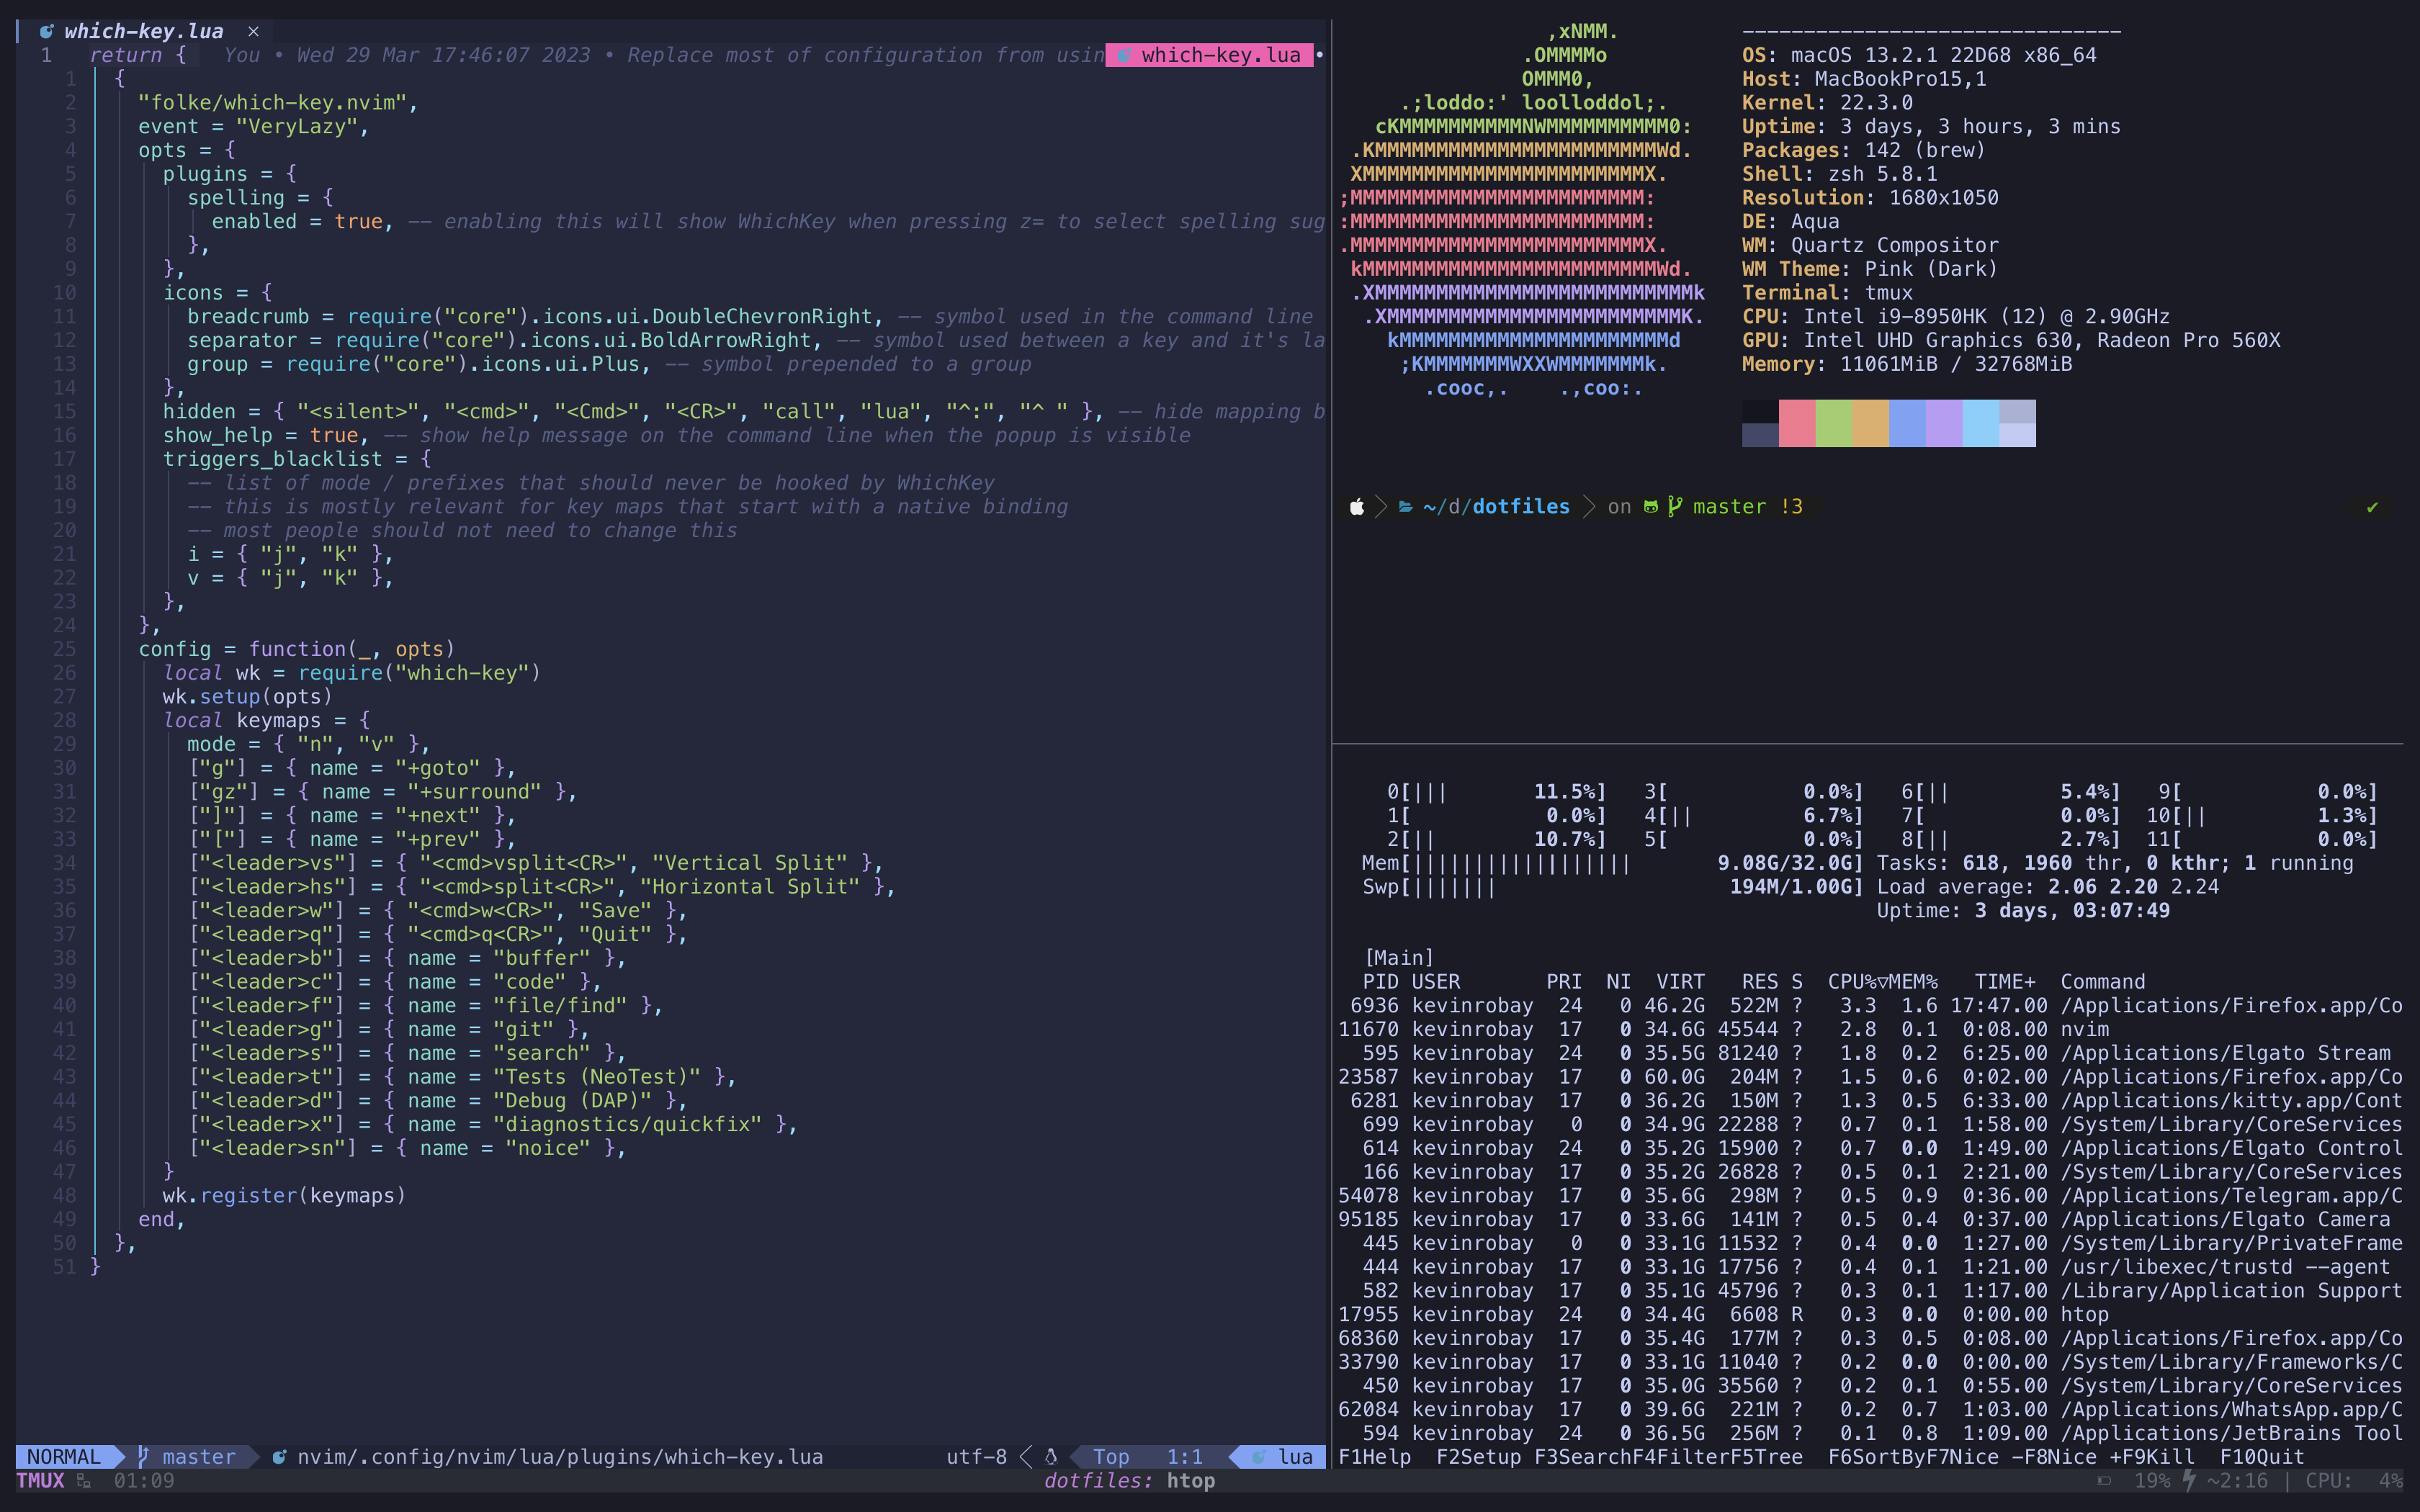 which-key.lua ×
1 return { You • Wed 29 Mar 17:46:07 2023 • Replace most of configuration from usin which-key.lua •
1 {
2 "folke/which-key.nvim",
3 event = "VeryLazy",
4 opts = {
5 plugins = {
6 spelling = {
7 enabled = true, -- enabling this will show WhichKey when pressing z= to select spelling sug
8 },
9 },
10 icons = {
11 breadcrumb = require("core").icons.ui.DoubleChevronRight, -- symbol used in the command line
12 separator = require("core").icons.ui.BoldArrowRight, -- symbol used between a key and it's la
13 group = require("core").icons.ui.Plus, -- symbol prepended to a group
14 },
15 hidden = { "<silent>", "<cmd>", "<Cmd>", "<CR>", "call", "lua", "^:", "^ " }, -- hide mapping b
16 show_help = true, -- show help message on the command line when the popup is visible
17 triggers_blacklist = {
18 -- list of mode / prefixes that should never be hooked by WhichKey
19 -- this is mostly relevant for key maps that start with a native binding
20 -- most people should not need to change this
21 i = { "j", "k" },
22 v = { "j", "k" },
23 },
24 },
25 config = function(_, opts)
26 local wk = require("which-key")
27 wk.setup(opts)
28 local keymaps = {
29 mode = { "n", "v" },
30 ["g"] = { name = "+goto" },
31 ["gz"] = { name = "+surround" },
32 ["]"] = { name = "+next" },
33 ["["] = { name = "+prev" },
34 ["<leader>vs"] = { "<cmd>vsplit<CR>", "Vertical Split" },
35 ["<leader>hs"] = { "<cmd>split<CR>", "Horizontal Split" },
36 ["<leader>w"] = { "<cmd>w<CR>", "Save" },
37 ["<leader>q"] = { "<cmd>q<CR>", "Quit" },
38 ["<leader>b"] = { name = "buffer" },
39 ["<leader>c"] = { name = "code" },
40 ["<leader>f"] = { name = "file/find" },
41 ["<leader>g"] = { name = "git" },
42 ["<leader>s"] = { name = "search" },
43 ["<leader>t"] = { name = "Tests (NeoTest)" },
44 ["<leader>d"] = { name = "Debug (DAP)" },
45 ["<leader>x"] = { name = "diagnostics/quickfix" },
46 ["<leader>sn"] = { name = "noice" },
47 }
48 wk.register(keymaps)
49 end,
50 },
51 }
NORMAL master nvim/.config/nvim/lua/plugins/which-key.lua utf-8 Top 1:1 lua
,xNMM.
.OMMMMo
OMMM0,
.;loddo:' loolloddol;.
cKMMMMMMMMMMNWMMMMMMMMMM0:
.KMMMMMMMMMMMMMMMMMMMMMMMWd.
XMMMMMMMMMMMMMMMMMMMMMMMX.
;MMMMMMMMMMMMMMMMMMMMMMMM:
:MMMMMMMMMMMMMMMMMMMMMMMM:
.MMMMMMMMMMMMMMMMMMMMMMMMX.
kMMMMMMMMMMMMMMMMMMMMMMMMWd.
.XMMMMMMMMMMMMMMMMMMMMMMMMMMk
.XMMMMMMMMMMMMMMMMMMMMMMMMK.
kMMMMMMMMMMMMMMMMMMMMMMd
;KMMMMMMMWXXWMMMMMMMk.
.cooc,. .,coo:.
-------------------------------
OS: macOS 13.2.1 22D68 x86_64
Host: MacBookPro15,1
Kernel: 22.3.0
Uptime: 3 days, 3 hours, 3 mins
Packages: 142 (brew)
Shell: zsh 5.8.1
Resolution: 1680x1050
DE: Aqua
WM: Quartz Compositor
WM Theme: Pink (Dark)
Terminal: tmux
CPU: Intel i9-8950HK (12) @ 2.90GHz
GPU: Intel UHD Graphics 630, Radeon Pro 560X
Memory: 11061MiB / 32768MiB
~/d/dotfiles on master !3 ✔
0[||| 11.5%] 3[ 0.0%] 6[|| 5.4%] 9[ 0.0%]
1[ 0.0%] 4[|| 6.7%] 7[ 0.0%] 10[|| 1.3%]
2[|| 10.7%] 5[ 0.0%] 8[|| 2.7%] 11[ 0.0%]
Mem[|||||||||||||||||| 9.08G/32.0G] Tasks: 618, 1960 thr, 0 kthr; 1 running
Swp[||||||| 194M/1.00G] Load average: 2.06 2.20 2.24
Uptime: 3 days, 03:07:49
[Main]
PID USER PRI NI VIRT RES S CPU%▽MEM% TIME+ Command
6936 kevinrobay 24 0 46.2G 522M ? 3.3 1.6 17:47.00 /Applications/Firefox.app/Co
11670 kevinrobay 17 0 34.6G 45544 ? 2.8 0.1 0:08.00 nvim
595 kevinrobay 24 0 35.5G 81240 ? 1.8 0.2 6:25.00 /Applications/Elgato Stream
23587 kevinrobay 17 0 60.0G 204M ? 1.5 0.6 0:02.00 /Applications/Firefox.app/Co
6281 kevinrobay 17 0 36.2G 150M ? 1.3 0.5 6:33.00 /Applications/kitty.app/Cont
699 kevinrobay 0 0 34.9G 22288 ? 0.7 0.1 1:58.00 /System/Library/CoreServices
614 kevinrobay 24 0 35.2G 15900 ? 0.7 0.0 1:49.00 /Applications/Elgato Control
166 kevinrobay 17 0 35.2G 26828 ? 0.5 0.1 2:21.00 /System/Library/CoreServices
54078 kevinrobay 17 0 35.6G 298M ? 0.5 0.9 0:36.00 /Applications/Telegram.app/C
95185 kevinrobay 17 0 33.6G 141M ? 0.5 0.4 0:37.00 /Applications/Elgato Camera
445 kevinrobay 0 0 33.1G 11532 ? 0.4 0.0 1:27.00 /System/Library/PrivateFrame
444 kevinrobay 17 0 33.1G 17756 ? 0.4 0.1 1:21.00 /usr/libexec/trustd --agent
582 kevinrobay 17 0 35.1G 45796 ? 0.3 0.1 1:17.00 /Library/Application Support
17955 kevinrobay 24 0 34.4G 6608 R 0.3 0.0 0:00.00 htop
68360 kevinrobay 17 0 35.4G 177M ? 0.3 0.5 0:08.00 /Applications/Firefox.app/Co
33790 kevinrobay 17 0 33.1G 11040 ? 0.2 0.0 0:00.00 /System/Library/Frameworks/C
450 kevinrobay 17 0 35.0G 35560 ? 0.2 0.1 0:55.00 /System/Library/CoreServices
62084 kevinrobay 17 0 39.6G 221M ? 0.2 0.7 1:03.00 /Applications/WhatsApp.app/C
594 kevinrobay 24 0 36.5G 256M ? 0.1 0.8 1:09.00 /Applications/JetBrains Tool
F1Help F2Setup F3SearchF4FilterF5Tree F6SortByF7Nice -F8Nice +F9Kill F10Quit
TMUX 01:09 dotfiles: htop 19% ~2:16 | CPU: 4%